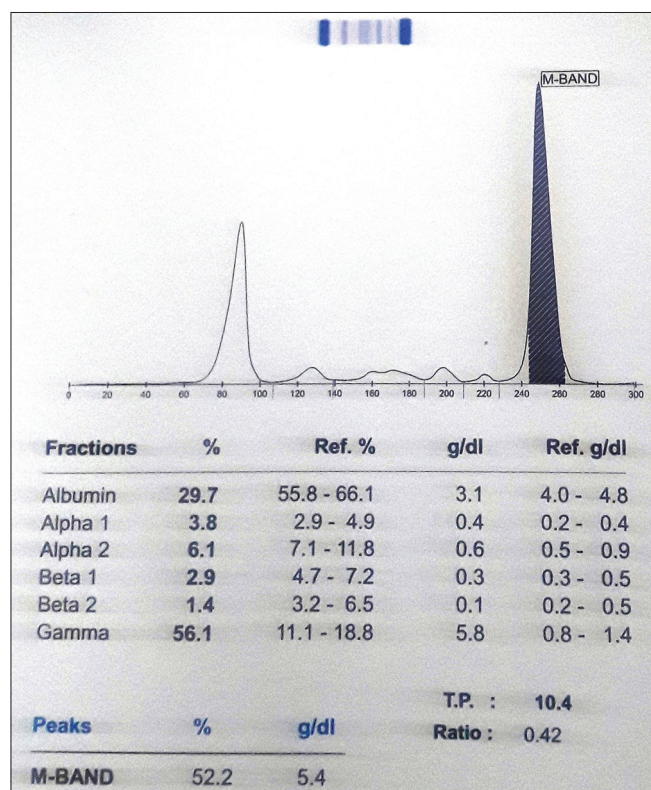 M-BAND
0 20 40 60 80 100 120 140 160 180 200 220 240 260 280 300
Fractions % Ref. % g/dl Ref. g/dl
Albumin 29.7 55.8 - 66.1 3.1 4.0 - 4.8
Alpha 1 3.8 2.9 - 4.9 0.4 0.2 - 0.4
Alpha 2 6.1 7.1 - 11.8 0.6 0.5 - 0.9
Beta 1 2.9 4.7 - 7.2 0.3 0.3 - 0.5
Beta 2 1.4 3.2 - 6.5 0.1 0.2 - 0.5
Gamma 56.1 11.1 - 18.8 5.8 0.8 - 1.4
T.P. : 10.4
Peaks % g/dl Ratio : 0.42
M-BAND 52.2 5.4